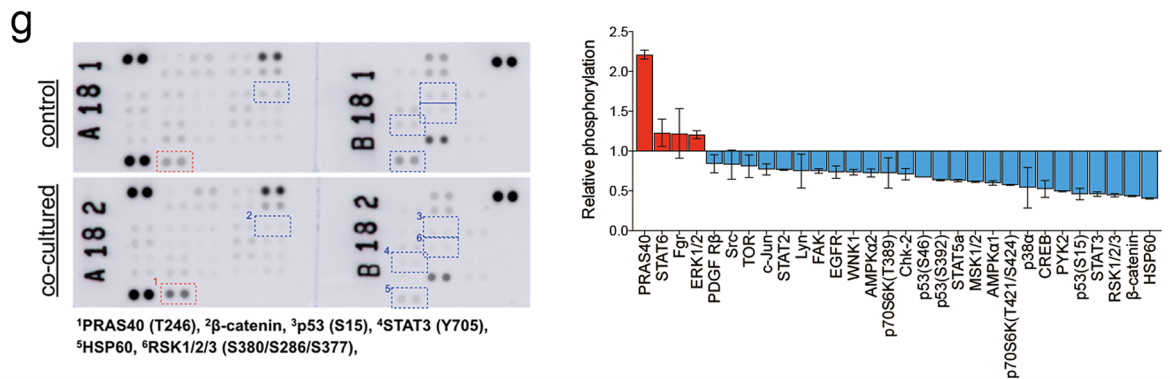 g
control
A 18 1
B 18 1
co-cultured
A 18 2
B 18 2
2
3
6
4
1
5
¹PRAS40 (T246), ²β-catenin, ³p53 (S15), ⁴STAT3 (Y705),
⁵HSP60, ⁶RSK1/2/3 (S380/S286/S377),
Relative phosphorylation
2.5
2.0
1.5
1
0.5
0.0
PRAS40
STAT6
Fgr
ERK1/2
PDGF Rβ
Src
TOR
c-Jun
STAT2
Lyn
FAK
EGFR
WNK1
AMPKα2
p70S6K(T389)
Chk-2
p53(S46)
p53(S392)
STAT5a
MSK1/2
AMPKα1
p70S6K(T421/S424)
p38α
CREB
PYK2
p53(S15)
STAT3
RSK1/2/3
β-catenin
HSP60